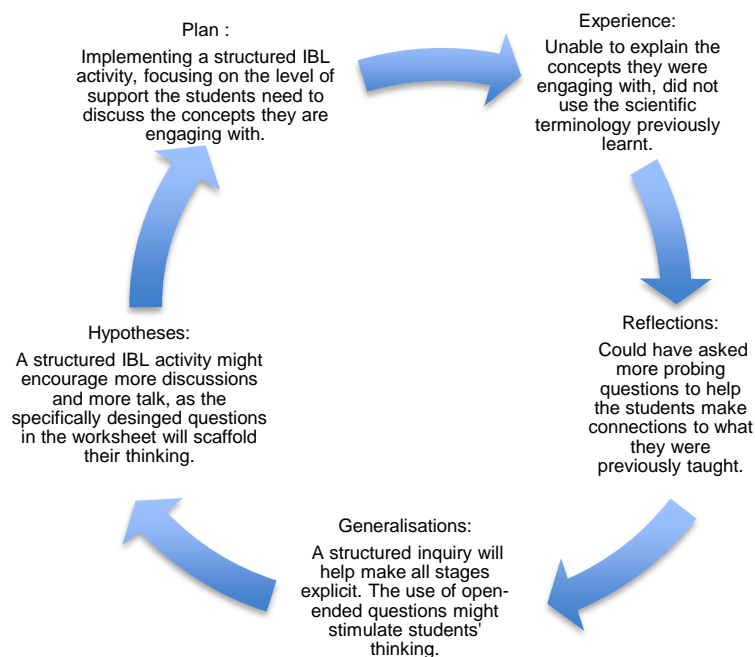 Plan :
Implementing a structured IBL
activity, focusing on the level of
support the students need to
discuss the concepts they are
engaging with.
Experience:
Unable to explain the
concepts they were
engaging with, did not
use the scientific
terminology previously
learnt.
Reflections:
Could have asked
more probing
questions to help
the students make
connections to what
they were
previously taught.
Generalisations:
A structured inquiry will
help make all stages
explicit. The use of open-
ended questions might
stimulate students'
thinking.
Hypotheses:
A structured IBL activity might
encourage more discussions
and more talk, as the
specifically desinged questions
in the worksheet will scaffold
their thinking.